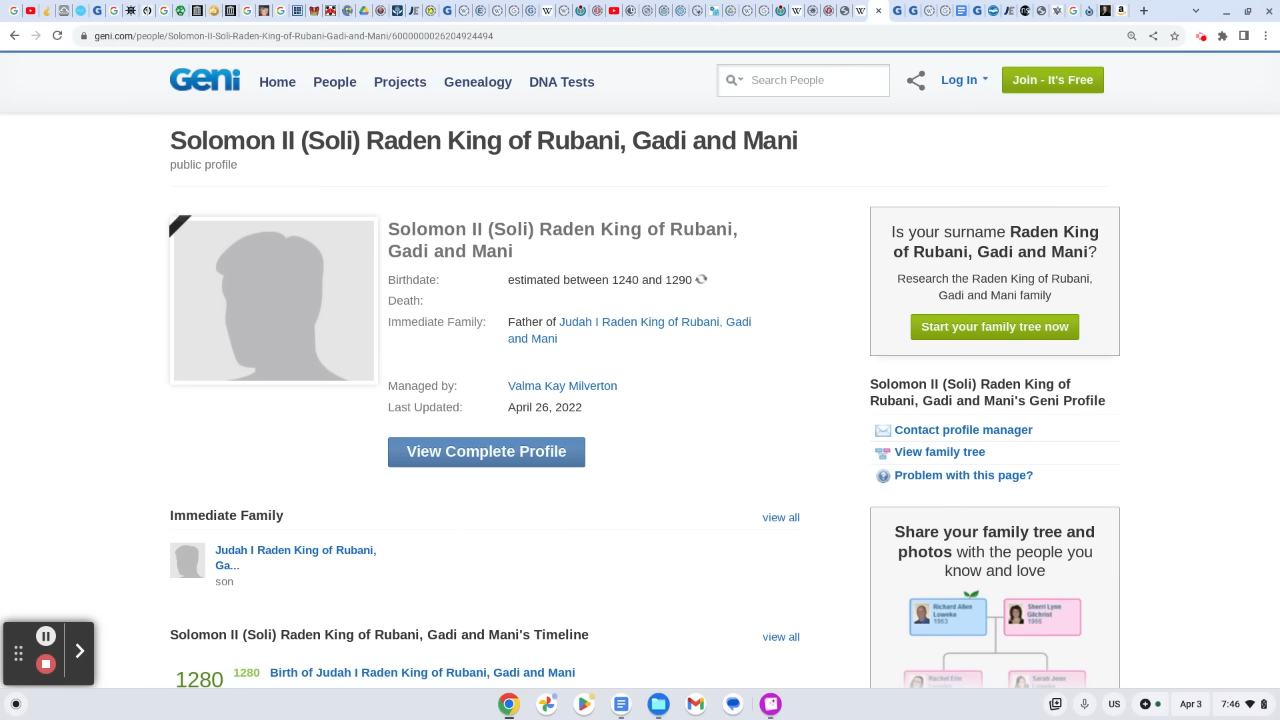 geni.com/people/Solomon-II-Soli-Raden-King-of-Rubani-Gadi-and-Mani/6000000026204924494
Geni
Home People Projects Genealogy DNA Tests
Search People
Log In
Join - It's Free
Solomon II (Soli) Raden King of Rubani, Gadi and Mani
public profile
Solomon II (Soli) Raden King of Rubani,
Gadi and Mani
Birthdate: estimated between 1240 and 1290
Death:
Immediate Family: Father of Judah I Raden King of Rubani, Gadi
and Mani
Managed by: Valma Kay Milverton
Last Updated: April 26, 2022
View Complete Profile
Immediate Family view all
Judah I Raden King of Rubani,
Ga...
son
Solomon II (Soli) Raden King of Rubani, Gadi and Mani's Timeline view all
1280 1280 Birth of Judah I Raden King of Rubani, Gadi and Mani
Is your surname Raden King
of Rubani, Gadi and Mani?
Research the Raden King of Rubani,
Gadi and Mani family
Start your family tree now
Solomon II (Soli) Raden King of
Rubani, Gadi and Mani's Geni Profile
Contact profile manager
View family tree
Problem with this page?
Share your family tree and
photos with the people you
know and love
Richard Allen
Loweke
1953
Sherri Lynn
Gilchrist
1956
Rachel Erin
Sarah Jane
US
Apr 3
7:46